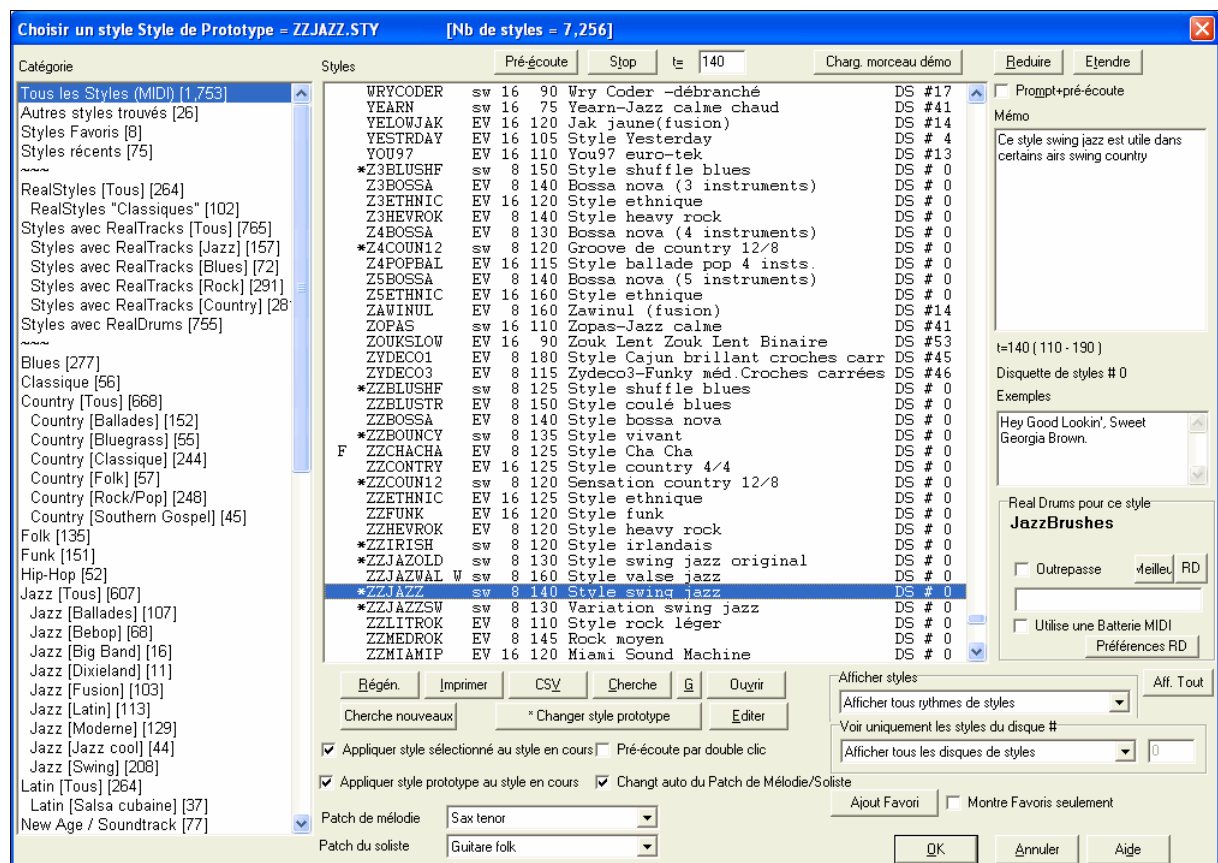 Choisir un style Style de Prototype = ZZJAZZ.STY [Nb de styles = 7,256]
Catégorie
Tous les Styles (MIDI) [1,753]
Autres styles trouvés [26]
Styles Favoris [8]
Styles récents [75]
~~~
RealStyles [Tous] [264]
RealStyles "Classiques" [102]
Styles avec RealTracks [Tous] [765]
Styles avec RealTracks [Jazz] [157]
Styles avec RealTracks [Blues] [72]
Styles avec RealTracks [Rock] [291]
Styles avec RealTracks [Country] [28
Styles avec RealDrums [755]
~~~
Blues [277]
Classique [56]
Country [Tous] [668]
Country [Ballades] [152]
Country [Bluegrass] [55]
Country [Classique] [244]
Country [Folk] [57]
Country [Rock/Pop] [248]
Country [Southern Gospel] [45]
Folk [135]
Funk [151]
Hip-Hop [52]
Jazz [Tous] [607]
Jazz [Ballades] [107]
Jazz [Bebop] [68]
Jazz [Big Band] [16]
Jazz [Dixieland] [11]
Jazz [Fusion] [103]
Jazz [Latin] [113]
Jazz [Moderne] [129]
Jazz [Jazz cool] [44]
Jazz [Swing] [208]
Latin [Tous] [264]
Latin [Salsa cubaine] [37]
New Age / Soundtrack [77]
Styles
Pré-écoute
Stop
t= 140
Charg. morceau démo
WRYCODER sw 16 90 Wry Coder -débranché DS #17
YEARN sw 16 75 Yearn-Jazz calme chaud DS #41
YELOWJAK EV 16 120 Jak jaune(fusion) DS #14
YESTRDAY EV 16 105 Style Yesterday DS # 4
YOU97 EV 16 110 You97 euro-tek DS #13
*Z3BLUSHF sw 8 150 Style shuffle blues DS # 0
Z3BOSSA EV 8 140 Bossa nova (3 instruments) DS # 0
Z3ETHNIC EV 16 120 Style ethnique DS # 0
Z3HEVROK EV 8 140 Style heavy rock DS # 0
Z4BOSSA EV 8 130 Bossa nova (4 instruments) DS # 0
*Z4COUN12 sw 8 120 Groove de country 12/8 DS # 0
Z4POPBAL EV 16 115 Style ballade pop 4 insts. DS # 0
Z5BOSSA EV 8 140 Bossa nova (5 instruments) DS # 0
Z5ETHNIC EV 16 160 Style ethnique DS # 0
ZAWINUL EV 8 160 Zawinul (fusion) DS #14
ZOPAS sw 16 110 Zopas-Jazz calme DS #41
ZOUKSLOW EV 16 90 Zouk Lent Zouk Lent Binaire DS #53
ZYDECO1 EV 8 180 Style Cajun brillant croches carr DS #45
ZYDECO3 EV 8 115 Zydeco3-Funky méd.Croches carrées DS #46
*ZZBLUSHF sw 8 125 Style shuffle blues DS # 0
ZZBLUSTR EV 8 150 Style coulé blues DS # 0
ZZBOSSA EV 8 140 Style bossa nova DS # 0
*ZZBOUNCY sw 8 135 Style vivant DS # 0
F ZZCHACHA EV 8 125 Style Cha Cha DS # 0
ZZCONTRY EV 16 125 Style country 4/4 DS # 0
*ZZCOUN12 sw 8 120 Sensation country 12/8 DS # 0
ZZETHNIC EV 16 125 Style ethnique DS # 0
ZZFUNK EV 16 120 Style funk DS # 0
ZZHEVROK EV 8 120 Style heavy rock DS # 0
*ZZIRISH sw 8 120 Style irlandais DS # 0
*ZZJAZOLD sw 8 130 Style swing jazz original DS # 0
ZZJAZWAL W sw 8 160 Style valse jazz DS # 0
*ZZJAZZ sw 8 140 Style swing jazz DS # 0
*ZZJAZZSW sw 8 130 Variation swing jazz DS # 0
ZZLITROK EV 8 110 Style rock léger DS # 0
ZZMEDROK EV 8 145 Rock moyen DS # 0
ZZMIAMIP EV 16 120 Miami Sound Machine DS # 0
Régén.
Imprimer
CSV
Cherche
G
Ouvrir
Cherche nouveaux
* Changer style prototype
Editer
Appliquer style sélectionné au style en cours
Pré-écoute par double clic
Appliquer style prototype au style en cours
Changt auto du Patch de Mélodie/Soliste
Patch de mélodie
Sax tenor
Patch du soliste
Guitare folk
Reduire
Etendre
Prompt+pré-écoute
Mémo
Ce style swing jazz est utile dans
certains airs swing country
t=140 ( 110 - 190 )
Disquette de styles # 0
Exemples
Hey Good Lookin', Sweet
Georgia Brown.
Real Drums pour ce style
JazzBrushes
Outrepasse
RD
Utilise une Batterie MIDI
Préférences RD
Afficher styles
Afficher tous rythmes de styles
Aff. Tout
Voir uniquement les styles du disque #
Afficher tous les disques de styles
0
Ajout Favori
Montre Favoris seulement
OK
Annuler
Aide